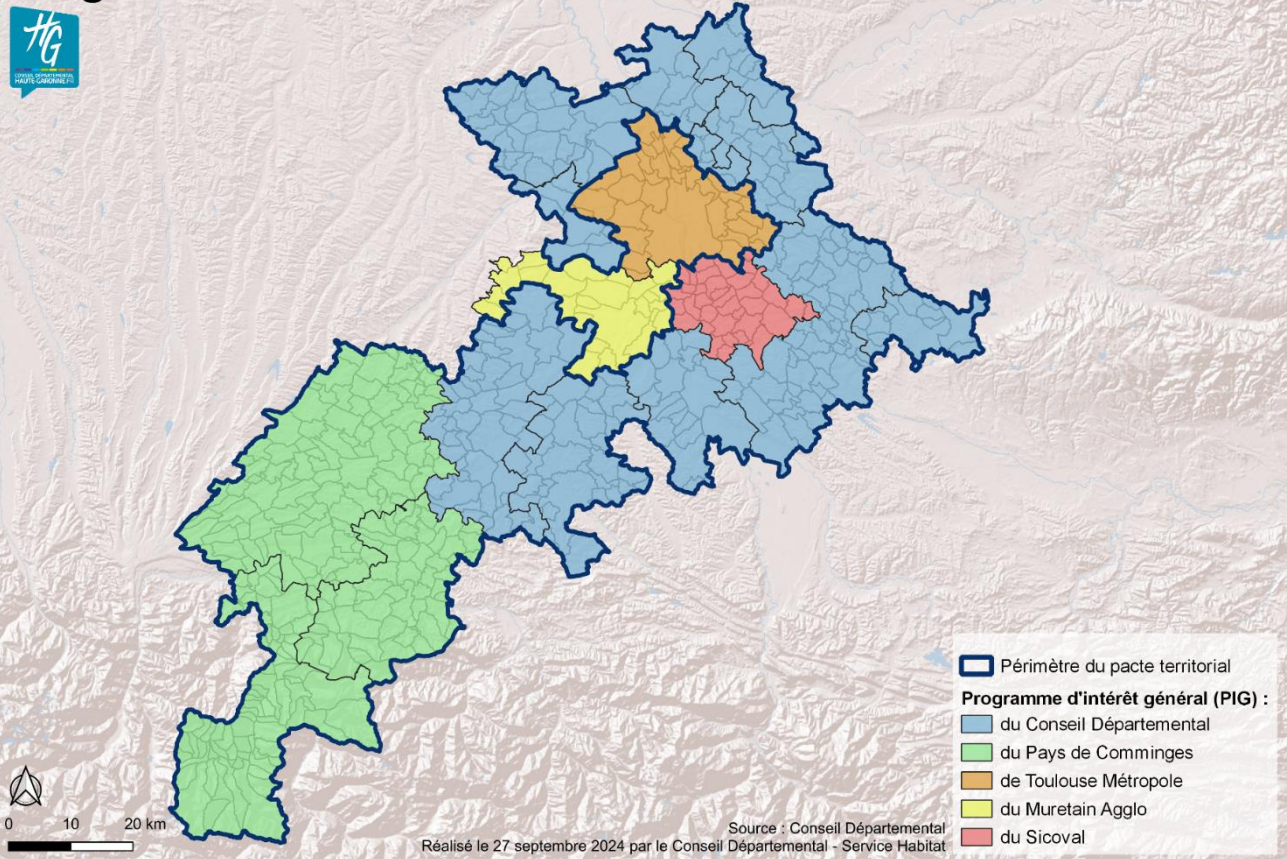 HG
CONSEIL DÉPARTEMENTAL
HAUTE-GARONNE.FR
Périmètre du pacte territorial
Programme d'intérêt général (PIG) :
du Conseil Départemental
du Pays de Comminges
de Toulouse Métropole
du Muretain Agglo
du Sicoval
0 10 20 km
Source : Conseil Départemental
Réalisé le 27 septembre 2024 par le Conseil Départemental - Service Habitat